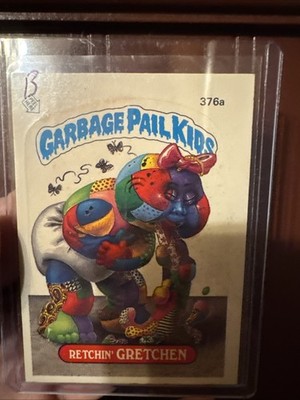 B
376a
GARBAGE PAIL KIDS
RETCHIN' GRETCHEN